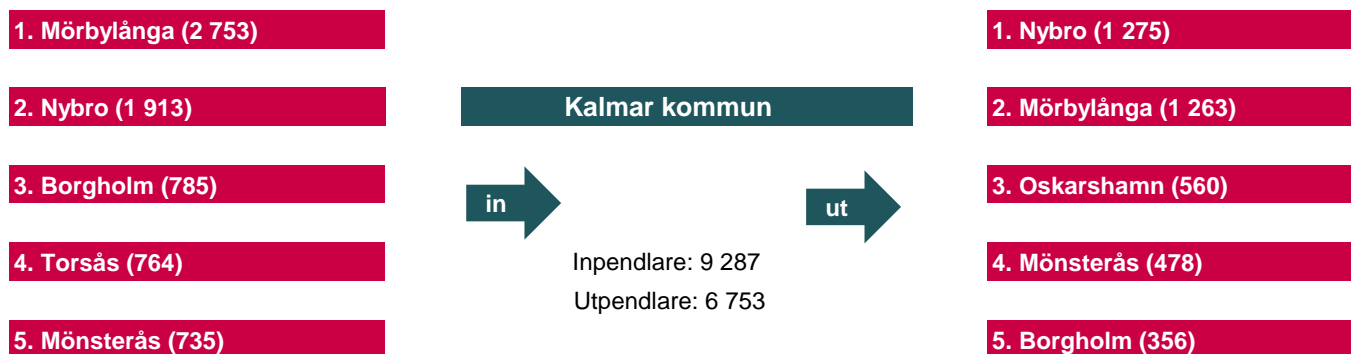 1. Mörbylånga (2 753)
2. Nybro (1 913)
3. Borgholm (785)
4. Torsås (764)
5. Mönsterås (735)
Kalmar kommun
in
ut
Inpendlare: 9 287
Utpendlare: 6 753
1. Nybro (1 275)
2. Mörbylånga (1 263)
3. Oskarshamn (560)
4. Mönsterås (478)
5. Borgholm (356)